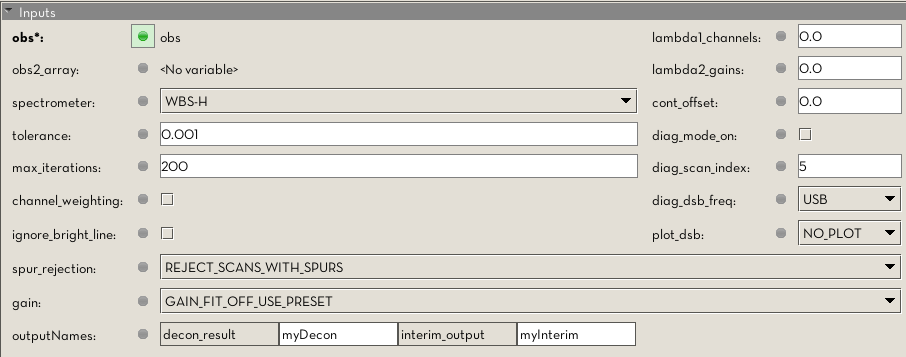 Inputs
obs*: obs lambda1_channels: 0.0
obs2_array: <No variable> lambda2_gains: 0.0
spectrometer: WBS-H cont_offset: 0.0
tolerance: 0.001 diag_mode_on:
max_iterations: 200 diag_scan_index: 5
channel_weighting: diag_dsb_freq: USB
ignore_bright_line: plot_dsb: NO_PLOT
spur_rejection: REJECT_SCANS_WITH_SPURS
gain: GAIN_FIT_OFF_USE_PRESET
outputNames: decon_result myDecon interim_output myInterim